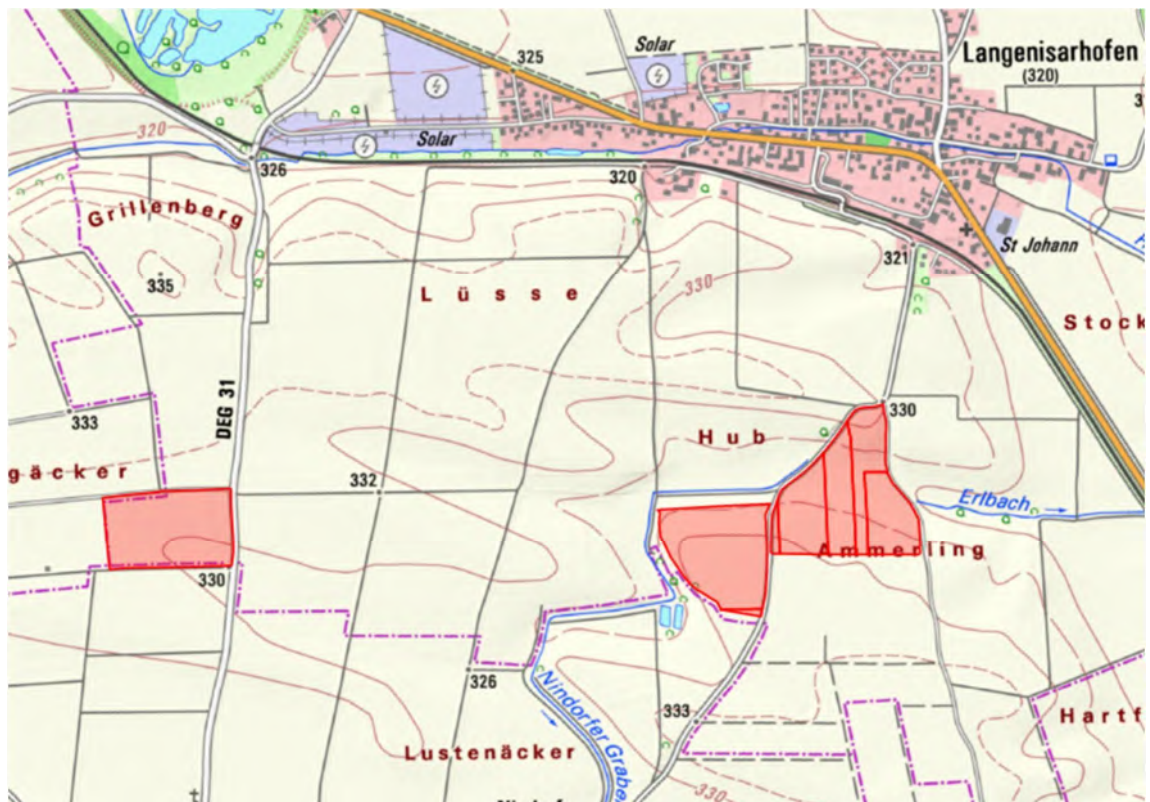 Langenisarhofen
(320)
Solar
325
320
Solar
326
320
Grillenberg
335
Lüsse
330
321
St Johann
Stock
DEG 31
333
330
Hub
gäcker
332
Erlbach
Ammerling
330
326
Nindorfer Grabe
333
Hartf
Lustenäcker
330